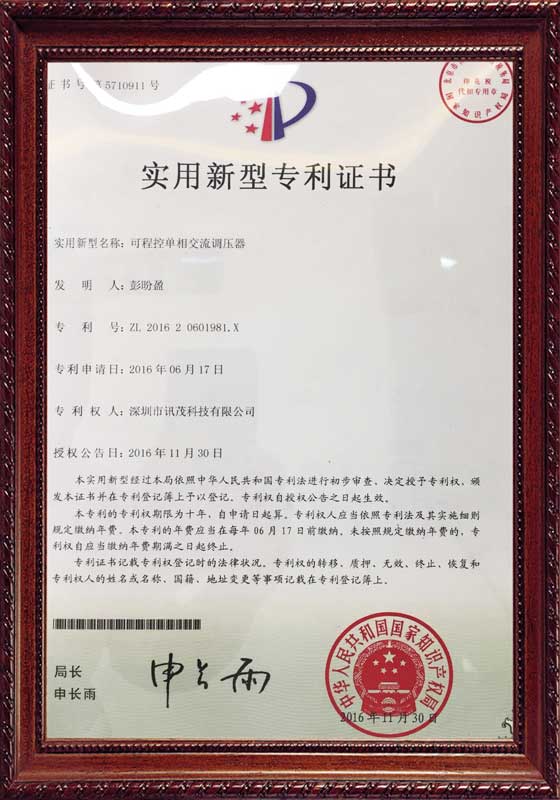 证书号第5710911号
实用新型专利证书
实用新型名称：可程控单相交流调压器
发 明 人：彭盼盈
专 利 号：ZL 2016 2 0601981.X
专利申请日：2016年06月17日
专 利 权 人：深圳市讯茂科技有限公司
授权公告日：2016年11月30日
本实用新型经过本局依照中华人民共和国专利法进行初步审查，决定授予专利权，颁
发本证书并在专利登记簿上予以登记。专利权自授权公告之日起生效。
本专利的专利权期限为十年，自申请日起算。专利权人应当依照专利法及其实施细则
规定缴纳年费。本专利的年费应当在每年06月17日前缴纳。未按照规定缴纳年费的，专
利权自应当缴纳年费期满之日起终止。
专利证书记载专利权登记时的法律状况。专利权的转移、质押、无效、终止、恢复和
专利权人的姓名或名称、国籍、地址变更等事项记载在专利登记簿上。
局长
申长雨
申长雨
中华人民共和国国家知识产权局
2016年11月30日
国家知识产权局
代扣专用章